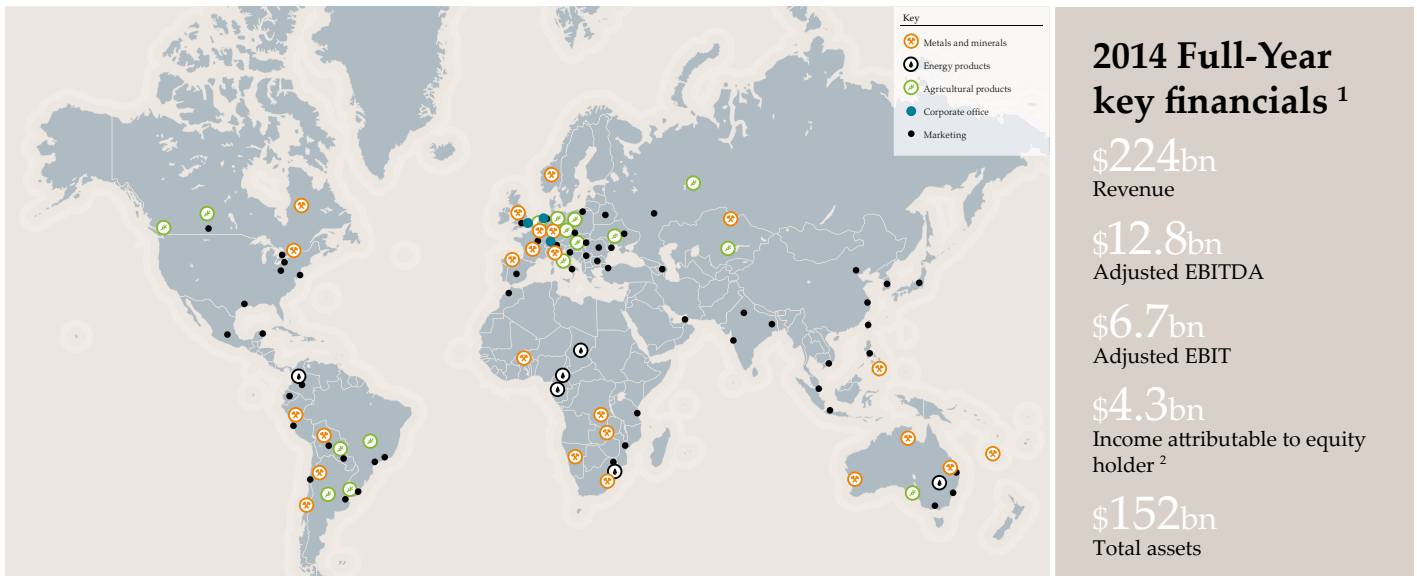 Key
Metals and minerals
Energy products
Agricultural products
Corporate office
Marketing
2014 Full-Year
key financials ¹
$224bn
Revenue
$12.8bn
Adjusted EBITDA
$6.7bn
Adjusted EBIT
$4.3bn
Income attributable to equity
holder ²
$152bn
Total assets